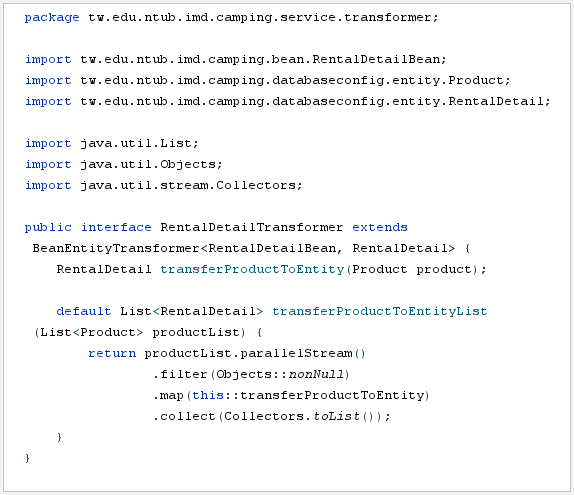 package tw.edu.ntub.imd.camping.service.transformer;
import tw.edu.ntub.imd.camping.bean.RentalDetailBean;
import tw.edu.ntub.imd.camping.databaseconfig.entity.Product;
import tw.edu.ntub.imd.camping.databaseconfig.entity.RentalDetail;
import java.util.List;
import java.util.Objects;
import java.util.stream.Collectors;
public interface RentalDetailTransformer extends
BeanEntityTransformer<RentalDetailBean, RentalDetail> {
RentalDetail transferProductToEntity(Product product);
default List<RentalDetail> transferProductToEntityList
(List<Product> productList) {
return productList.parallelStream()
.filter(Objects::nonNull)
.map(this::transferProductToEntity)
.collect(Collectors.toList());
}
}